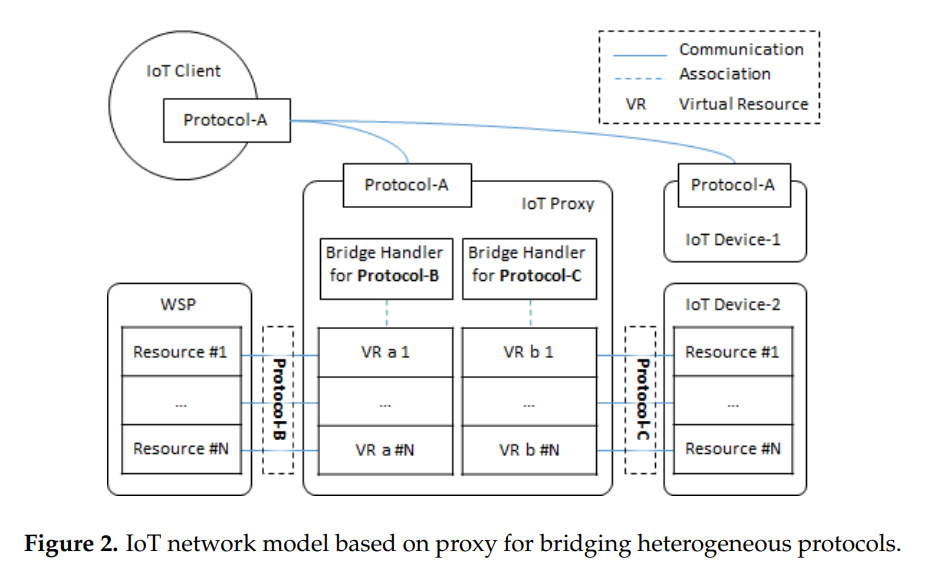 IoT Client
Protocol-A
Communication
Association
VR Virtual Resource
Protocol-A
IoT Proxy
Protocol-A
IoT Device-1
Bridge Handler
for Protocol-B
Bridge Handler
for Protocol-C
WSP
Resource #1
...
Resource #N
Protocol-B
VR a 1
...
VR a #N
VR b 1
...
VR b #N
Protocol-C
IoT Device-2
Resource #1
...
Resource #N
Figure 2. IoT network model based on proxy for bridging heterogeneous protocols.